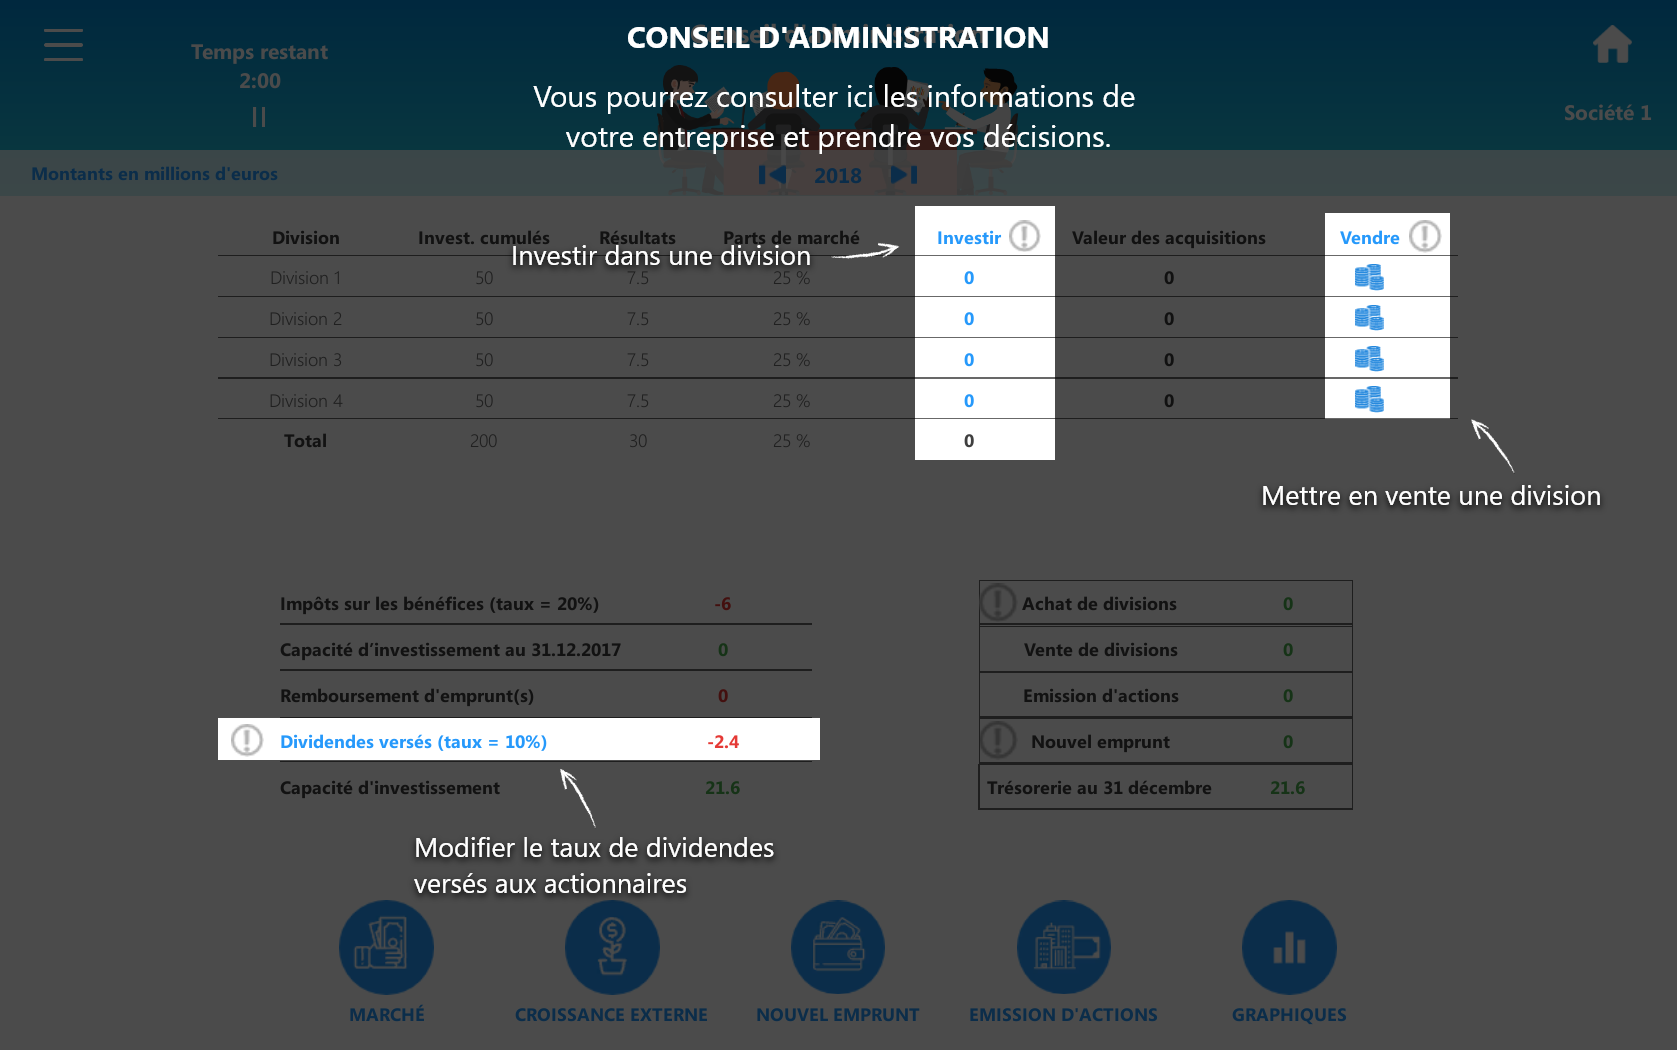 CONSEIL D'ADMINISTRATION
Temps restant
2:00
Vous pourrez consulter ici les informations de
votre entreprise et prendre vos décisions.
Société 1
Montants en millions d'euros
2018
Division Invest. cumulés Résultats Parts de marché Investir Valeur des acquisitions Vendre
Investir dans une division
Division 1 50 7.5 25 % 0 0
Division 2 50 7.5 25 % 0 0
Division 3 50 7.5 25 % 0 0
Division 4 50 7.5 25 % 0 0
Total 200 30 25 % 0
Mettre en vente une division
Impôts sur les bénéfices (taux = 20%) -6
Capacité d’investissement au 31.12.2017 0
Remboursement d'emprunt(s) 0
Dividendes versés (taux = 10%) -2.4
Capacité d'investissement 21.6
Achat de divisions 0
Vente de divisions 0
Emission d'actions 0
Nouvel emprunt 0
Trésorerie au 31 décembre 21.6
Modifier le taux de dividendes
versés aux actionnaires
MARCHÉ
CROISSANCE EXTERNE
NOUVEL EMPRUNT
EMISSION D'ACTIONS
GRAPHIQUES